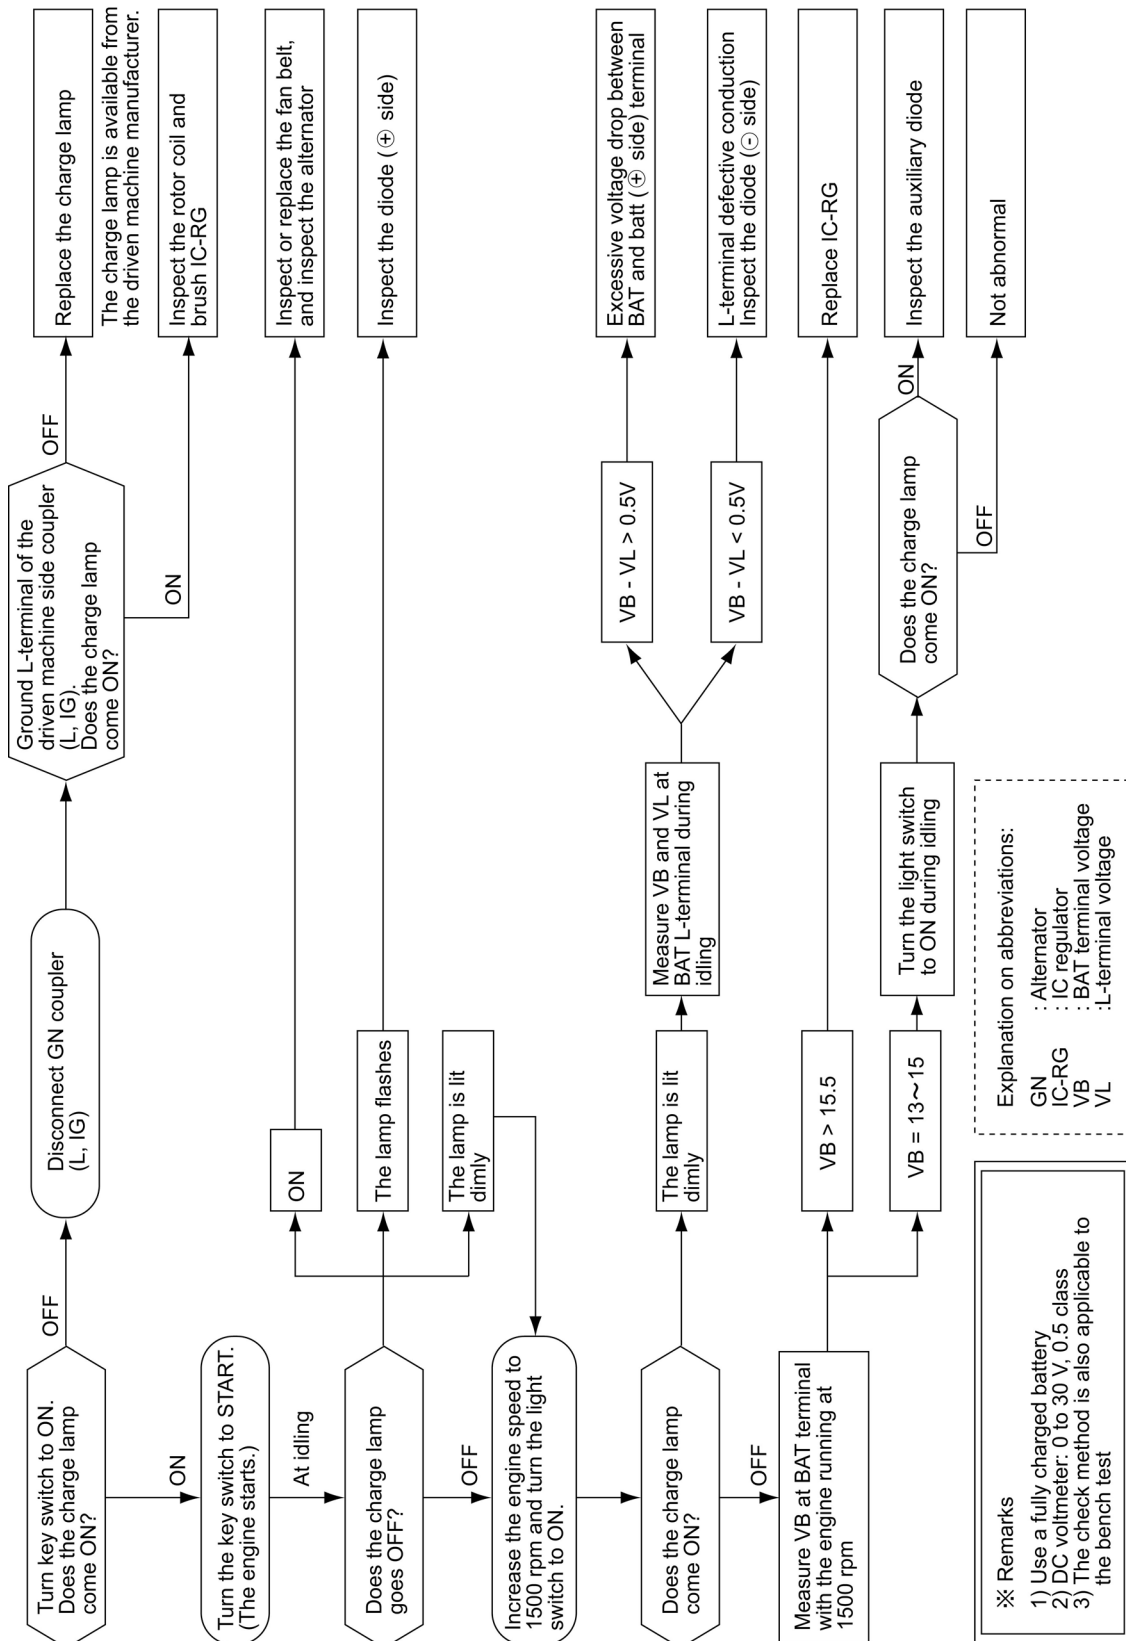 Turn key switch to ON.
Does the charge lamp
come ON?
OFF
Disconnect GN coupler
(L, IG)
Ground L-terminal of the
driven machine side coupler
(L, IG).
Does the charge lamp
come ON?
OFF
Replace the charge lamp
The charge lamp is available from
the driven machine manufacturer.
ON
Inspect the rotor coil and
brush IC-RG
ON
Turn the key switch to START.
(The engine starts.)
At idling
Does the charge lamp
goes OFF?
ON
Inspect or replace the fan belt,
and inspect the alternator
The lamp flashes
Inspect the diode (⊕ side)
The lamp is lit
dimly
OFF
Increase the engine speed to
1500 rpm and turn the light
switch to ON.
Does the charge lamp
come ON?
The lamp is lit
dimly
Measure VB and VL at
BAT L-terminal during
idling
VB - VL > 0.5V
Excessive voltage drop between
BAT and batt (⊕ side) terminal
VB - VL < 0.5V
L-terminal defective conduction
Inspect the diode (⊖ side)
OFF
Measure VB at BAT terminal
with the engine running at
1500 rpm
VB > 15.5
Replace IC-RG
VB = 13~15
Turn the light switch
to ON during idling
Does the charge lamp
come ON?
ON
Inspect the auxiliary diode
OFF
Not abnormal
※ Remarks
1) Use a fully charged battery
2) DC voltmeter: 0 to 30 V, 0.5 class
3) The check method is also applicable to
the bench test
Explanation on abbreviations:
GN : Alternator
IC-RG : IC regulator
VB : BAT terminal voltage
VL :L-terminal voltage